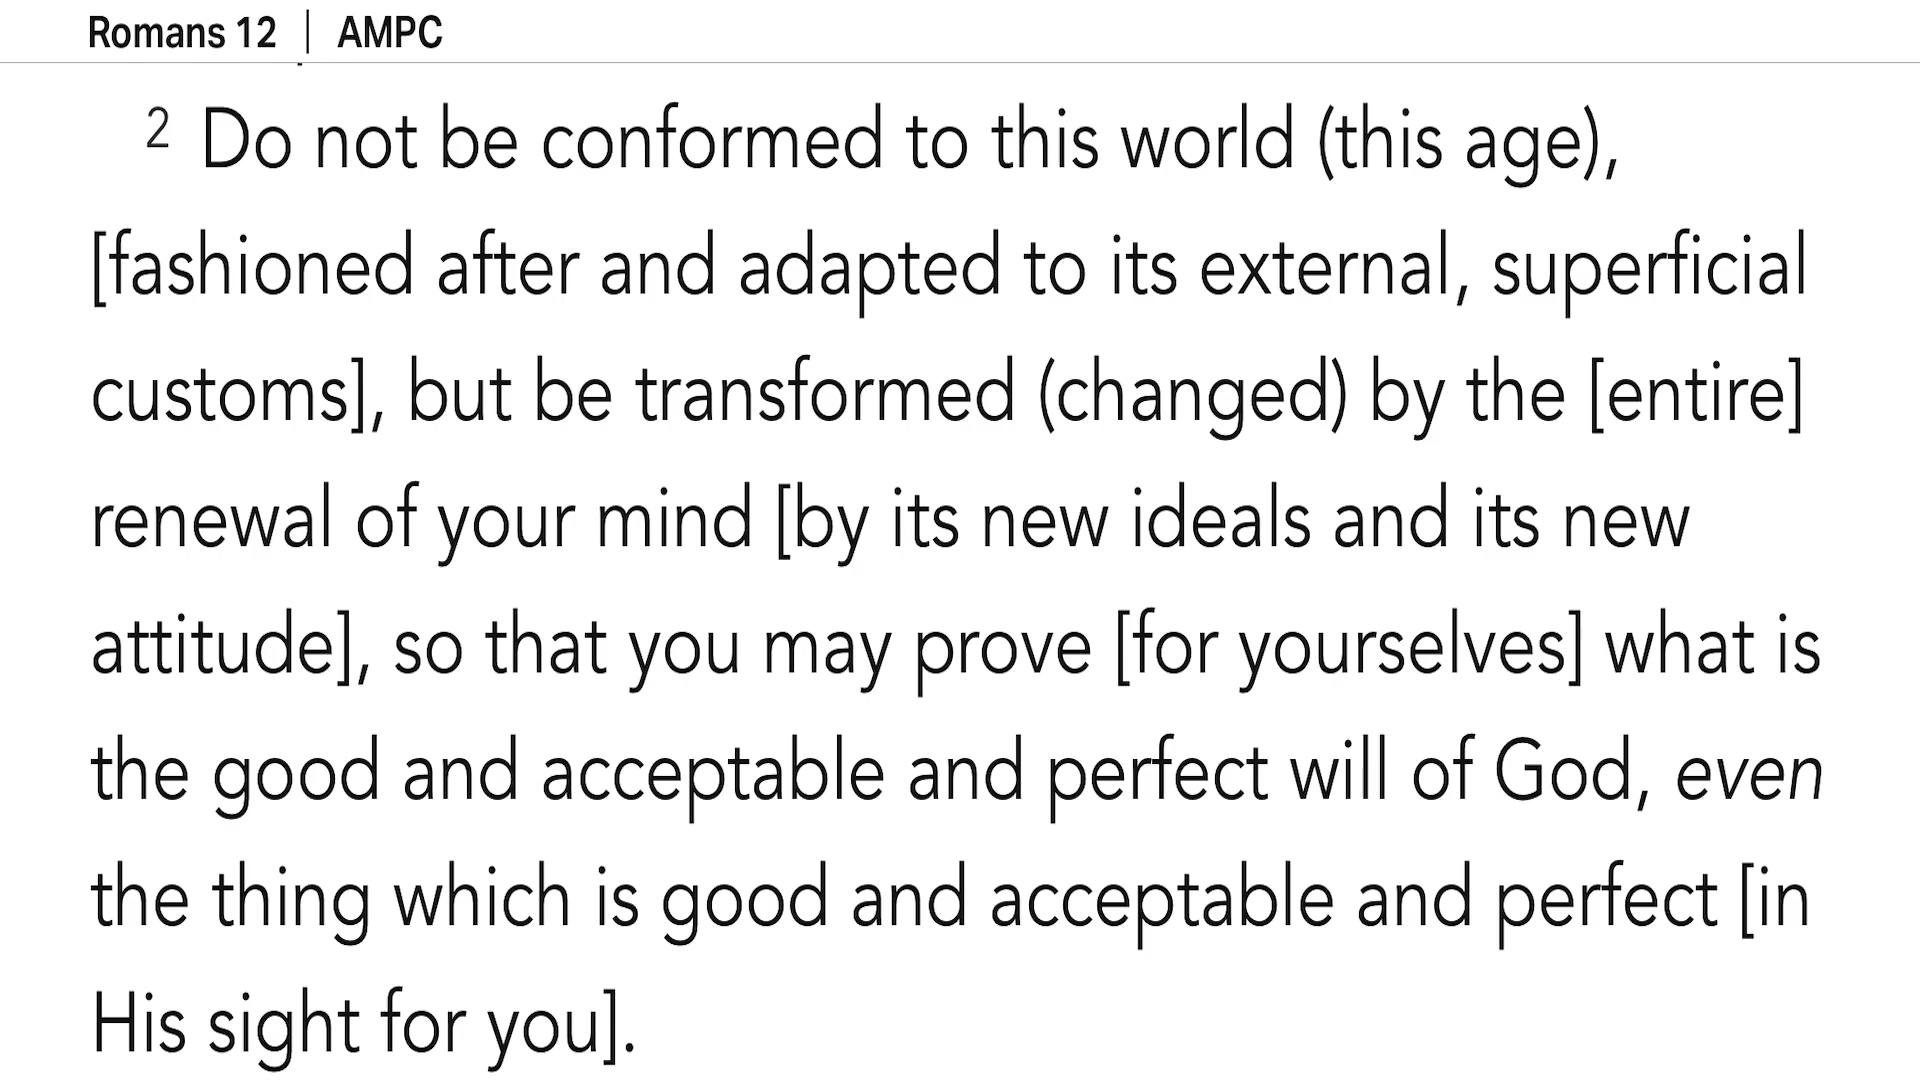 Romans 12 | AMPC
2 Do not be conformed to this world (this age),
[fashioned after and adapted to its external, superficial
customs], but be transformed (changed) by the [entire]
renewal of your mind [by its new ideals and its new
attitude], so that you may prove [for yourselves] what is
the good and acceptable and perfect will of God, even
the thing which is good and acceptable and perfect [in
His sight for you].